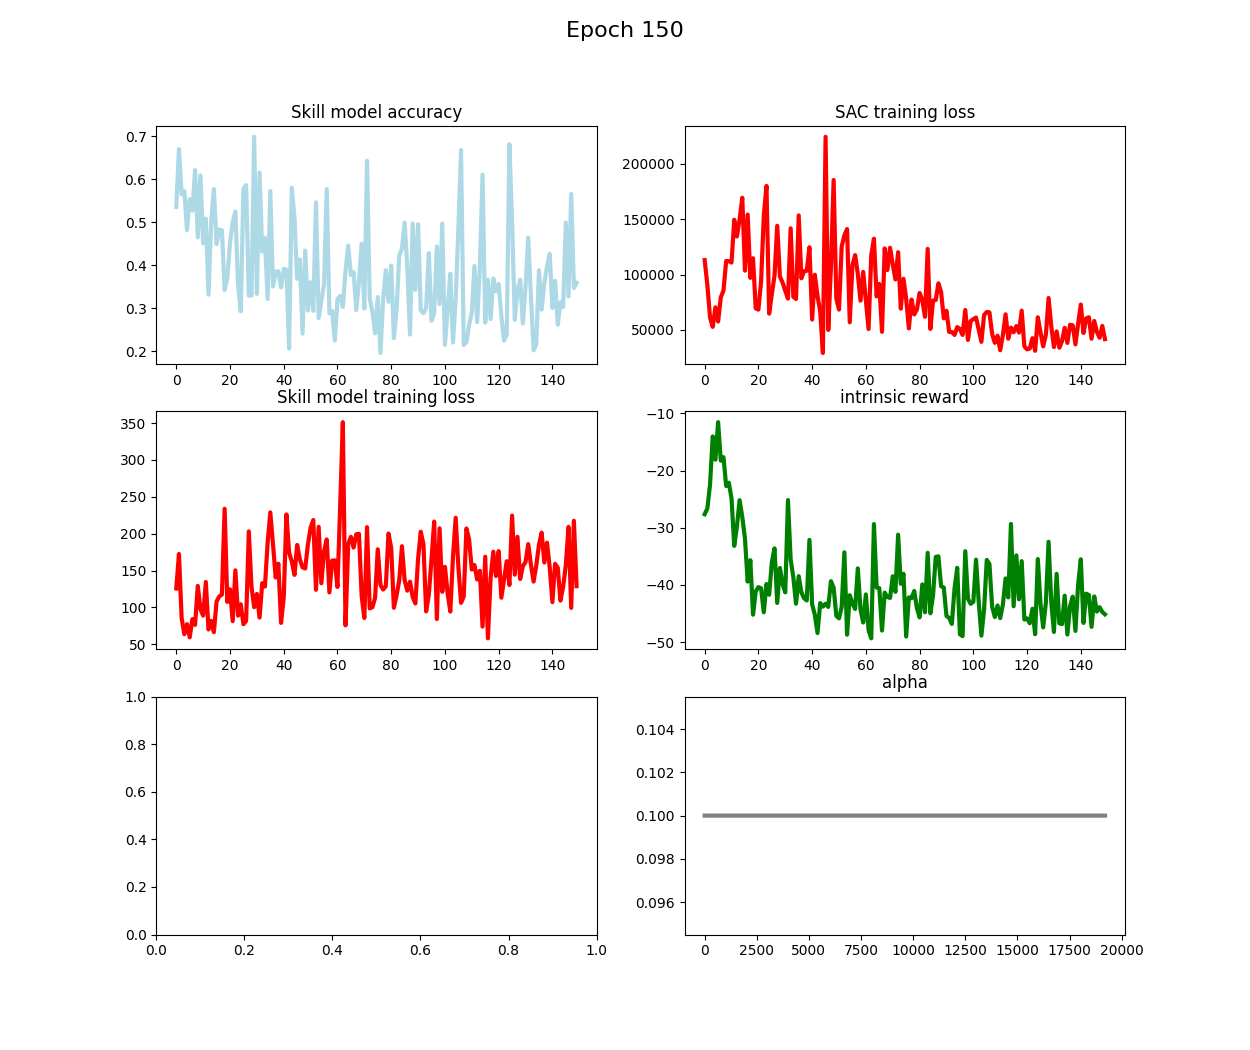 Epoch 150
Skill model accuracy
0.7
0.6
0.5
0.4
0.3
0.2
0 20 40 60 80 100 120 140
SAC training loss
200000
150000
100000
50000
0 20 40 60 80 100 120 140
Skill model training loss
350
300
250
200
150
100
50
0 20 40 60 80 100 120 140
intrinsic reward
−10
−20
−30
−40
−50
0 20 40 60 80 100 120 140
1.0
0.8
0.6
0.4
0.2
0.0
0.0 0.2 0.4 0.6 0.8 1.0
alpha
0.104
0.102
0.100
0.098
0.096
0 2500 5000 7500 10000 12500 15000 17500 20000